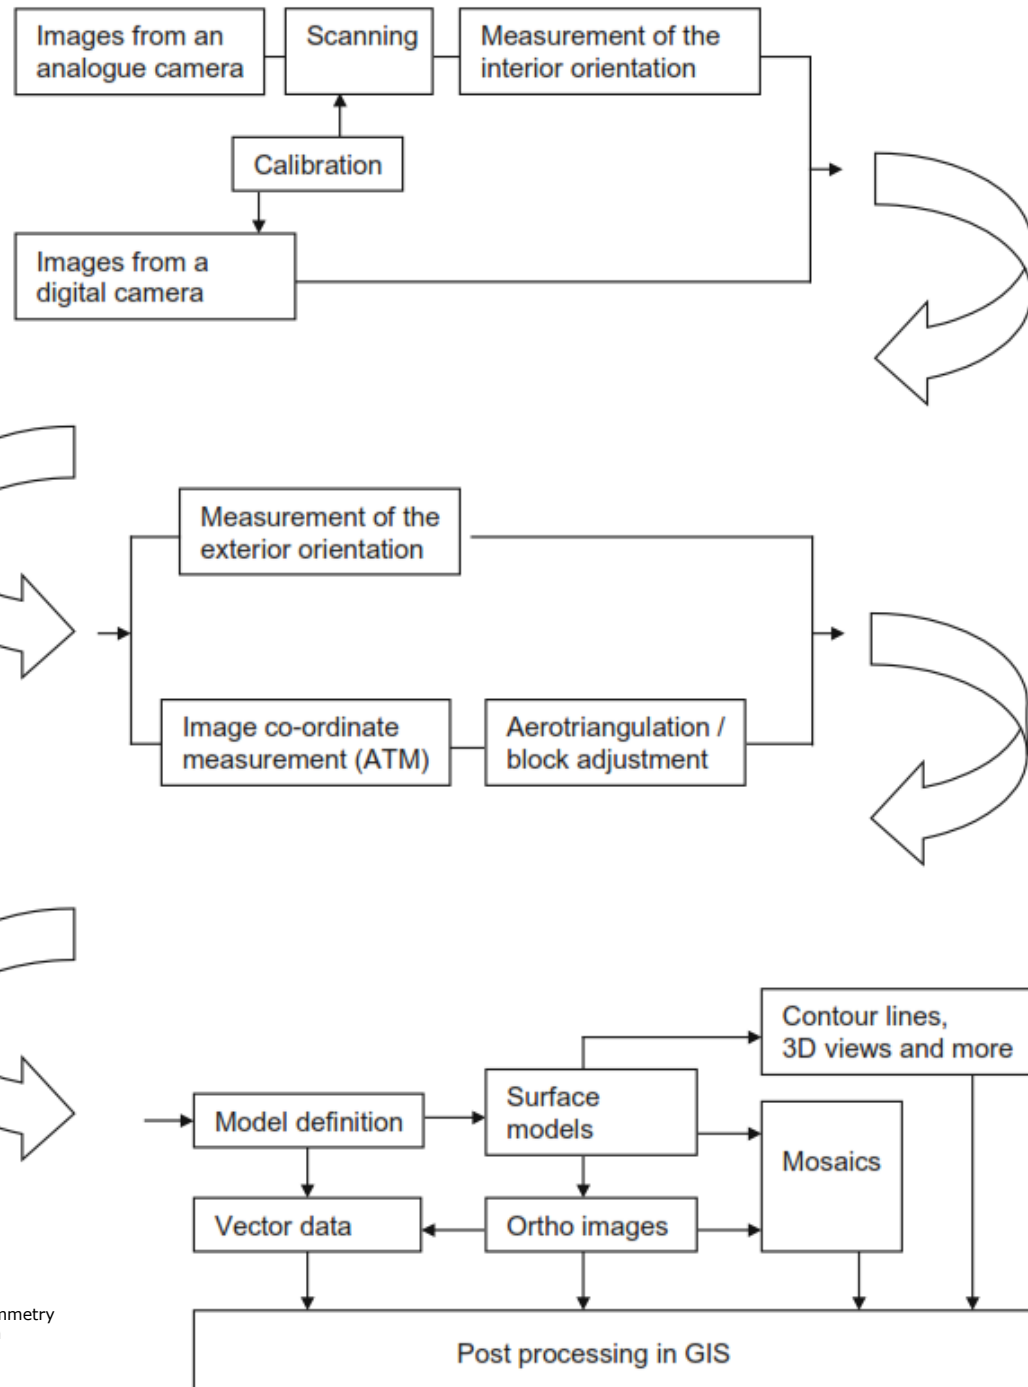 Images from an
analogue camera
Scanning
Measurement of the
interior orientation
Calibration
Images from a
digital camera
Measurement of the
exterior orientation
Image co-ordinate
measurement (ATM)
Aerotriangulation /
block adjustment
Contour lines,
3D views and more
Model definition
Surface
models
Mosaics
Vector data
Ortho images
Post processing in GIS